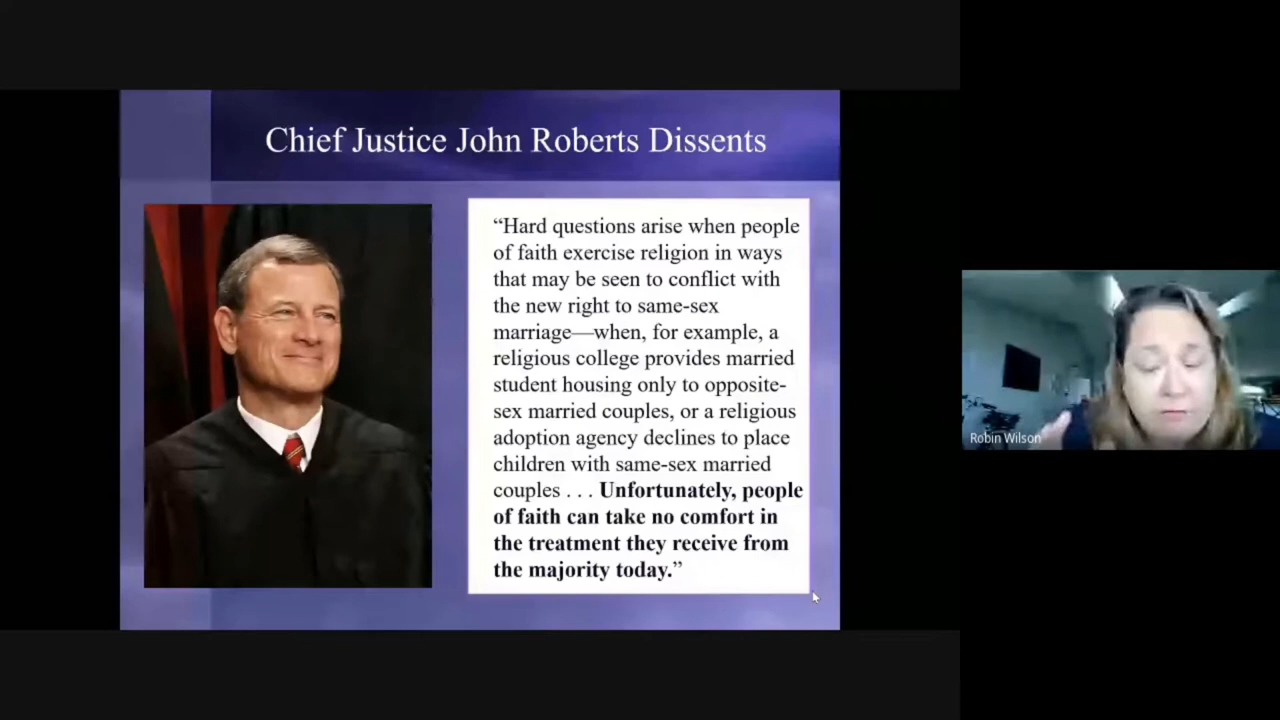 Chief Justice John Roberts Dissents
“Hard questions arise when people
of faith exercise religion in ways
that may be seen to conflict with
the new right to same-sex
marriage—when, for example, a
religious college provides married
student housing only to opposite-
sex married couples, or a religious
adoption agency declines to place
children with same-sex married
couples . . . Unfortunately, people
of faith can take no comfort in
the treatment they receive from
the majority today.”
Robin Wilson